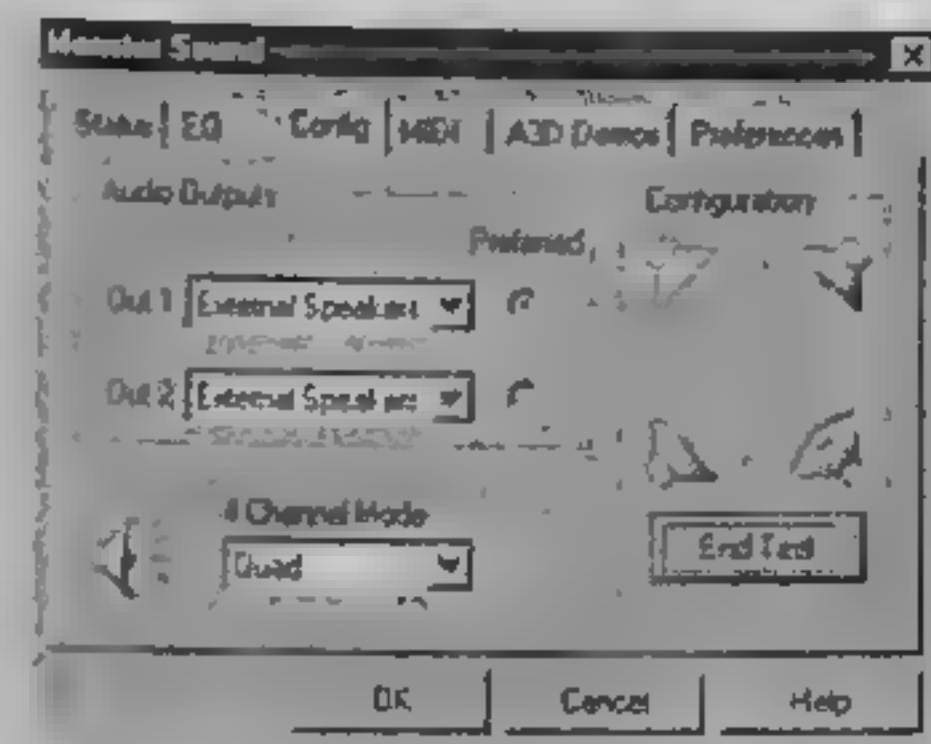 Monster Sound
Status EQ Config MIDI A3D Demos Preferences
Audio Outputs
Configuration
Preferred
Out 1 External Speakers
Out 2 External Speakers
4 Channel Mode
Quad
End Test
OK Cancel Help